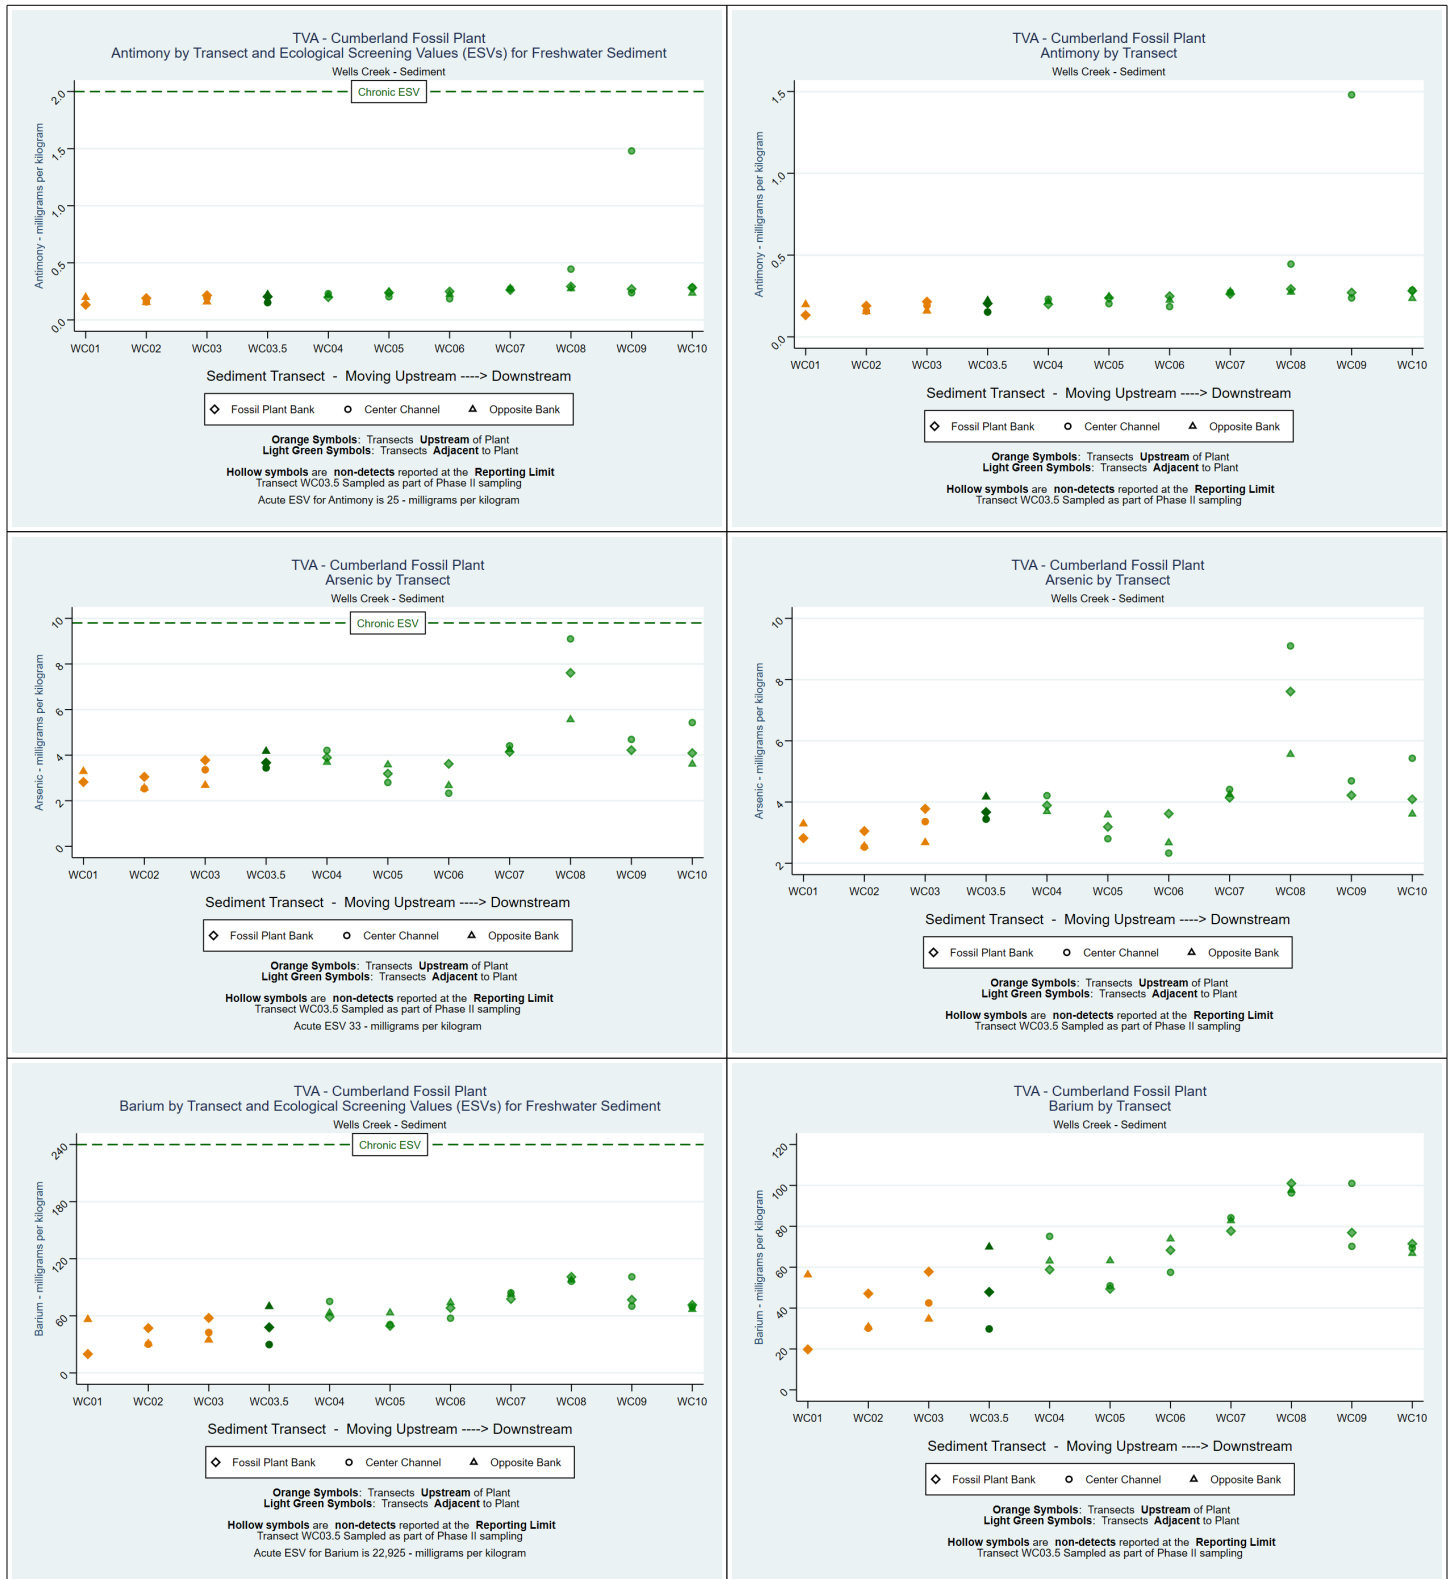 TVA - Cumberland Fossil Plant
Antimony by Transect and Ecological Screening Values (ESVs) for Freshwater Sediment
Wells Creek - Sediment
Chronic ESV
Antimony - milligrams per kilogram
2.0
1.5
1.0
0.5
0.0
WC01 WC02 WC03 WC03.5 WC04 WC05 WC06 WC07 WC08 WC09 WC10
Sediment Transect - Moving Upstream ----> Downstream
Fossil Plant Bank Center Channel Opposite Bank
Orange Symbols: Transects Upstream of Plant
Light Green Symbols: Transects Adjacent to Plant
Hollow symbols are non-detects reported at the Reporting Limit
Transect WC03.5 Sampled as part of Phase II sampling
Acute ESV for Antimony is 25 - milligrams per kilogram
TVA - Cumberland Fossil Plant
Antimony by Transect
Wells Creek - Sediment
Antimony - milligrams per kilogram
1.5
1.0
0.5
0.0
WC01 WC02 WC03 WC03.5 WC04 WC05 WC06 WC07 WC08 WC09 WC10
Sediment Transect - Moving Upstream ----> Downstream
Fossil Plant Bank Center Channel Opposite Bank
Orange Symbols: Transects Upstream of Plant
Light Green Symbols: Transects Adjacent to Plant
Hollow symbols are non-detects reported at the Reporting Limit
Transect WC03.5 Sampled as part of Phase II sampling
TVA - Cumberland Fossil Plant
Arsenic by Transect
Wells Creek - Sediment
Chronic ESV
Arsenic - milligrams per kilogram
10
8
6
4
2
0
WC01 WC02 WC03 WC03.5 WC04 WC05 WC06 WC07 WC08 WC09 WC10
Sediment Transect - Moving Upstream ----> Downstream
Fossil Plant Bank Center Channel Opposite Bank
Orange Symbols: Transects Upstream of Plant
Light Green Symbols: Transects Adjacent to Plant
Hollow symbols are non-detects reported at the Reporting Limit
Transect WC03.5 Sampled as part of Phase II sampling
Acute ESV 33 - milligrams per kilogram
TVA - Cumberland Fossil Plant
Arsenic by Transect
Wells Creek - Sediment
Arsenic - milligrams per kilogram
10
8
6
4
2
WC01 WC02 WC03 WC03.5 WC04 WC05 WC06 WC07 WC08 WC09 WC10
Sediment Transect - Moving Upstream ----> Downstream
Fossil Plant Bank Center Channel Opposite Bank
Orange Symbols: Transects Upstream of Plant
Light Green Symbols: Transects Adjacent to Plant
Hollow symbols are non-detects reported at the Reporting Limit
Transect WC03.5 Sampled as part of Phase II sampling
TVA - Cumberland Fossil Plant
Barium by Transect and Ecological Screening Values (ESVs) for Freshwater Sediment
Wells Creek - Sediment
Chronic ESV
Barium - milligrams per kilogram
240
180
120
60
0
WC01 WC02 WC03 WC03.5 WC04 WC05 WC06 WC07 WC08 WC09 WC10
Sediment Transect - Moving Upstream ----> Downstream
Fossil Plant Bank Center Channel Opposite Bank
Orange Symbols: Transects Upstream of Plant
Light Green Symbols: Transects Adjacent to Plant
Hollow symbols are non-detects reported at the Reporting Limit
Transect WC03.5 Sampled as part of Phase II sampling
Acute ESV for Barium is 22,925 - milligrams per kilogram
TVA - Cumberland Fossil Plant
Barium by Transect
Wells Creek - Sediment
Barium - milligrams per kilogram
120
100
80
60
40
20
0
WC01 WC02 WC03 WC03.5 WC04 WC05 WC06 WC07 WC08 WC09 WC10
Sediment Transect - Moving Upstream ----> Downstream
Fossil Plant Bank Center Channel Opposite Bank
Orange Symbols: Transects Upstream of Plant
Light Green Symbols: Transects Adjacent to Plant
Hollow symbols are non-detects reported at the Reporting Limit
Transect WC03.5 Sampled as part of Phase II sampling